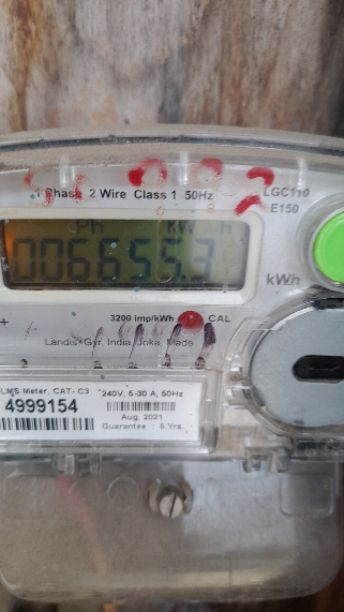 1 Phase 2 Wire Class 1 50Hz
LGC110
E150
Ph kW H
006655.3
kWh
3200 imp/kWh CAL
Landis+Gyr, India, Joka, Made
LMS Meter, CAT- C3
240V, 5-30 A, 50Hz
4999154
Aug. 2021
Guarantee : 5 Yrs.